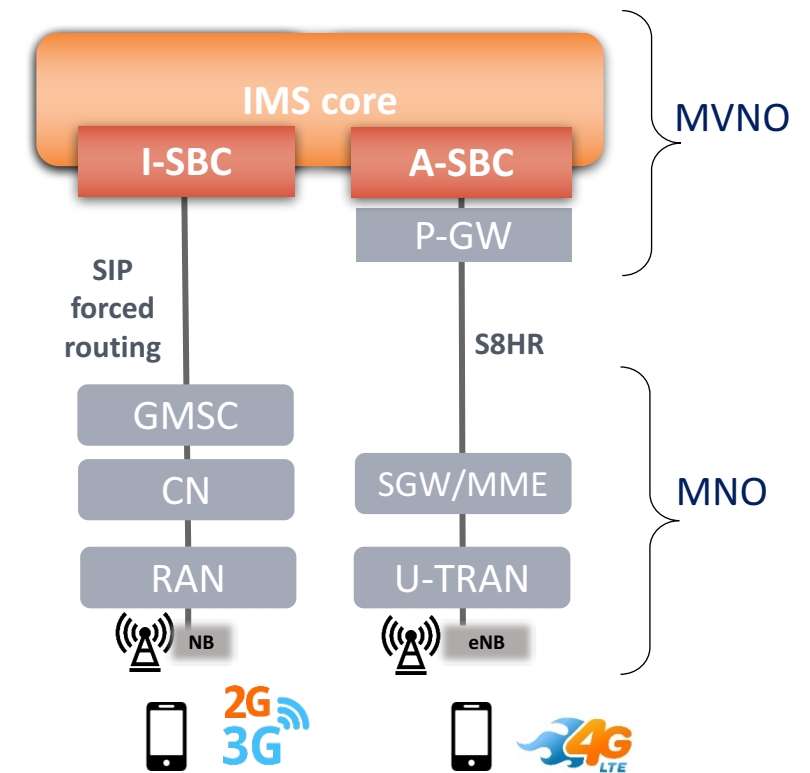 IMS core
MVNO
I-SBC
A-SBC
P-GW
SIP
forced
routing
S8HR
GMSC
CN
SGW/MME
MNO
RAN
U-TRAN
NB
eNB
2G
3G
4G
LTE